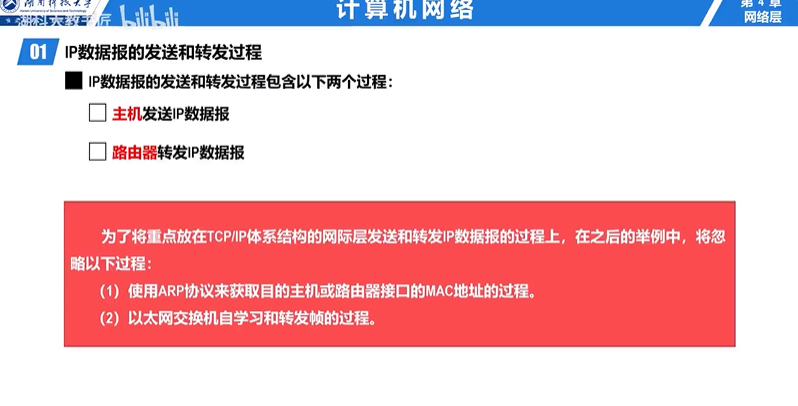 湖南科技大学
湖科大教书匠 bilibili
计算机网络
第 4 章
网络层
01 IP数据报的发送和转发过程
IP数据报的发送和转发过程包含以下两个过程：
主机发送IP数据报
路由器转发IP数据报
为了将重点放在TCP/IP体系结构的网际层发送和转发IP数据报的过程上，在之后的举例中，将忽
略以下过程：
（1）使用ARP协议来获取目的主机或路由器接口的MAC地址的过程。
（2）以太网交换机自学习和转发帧的过程。